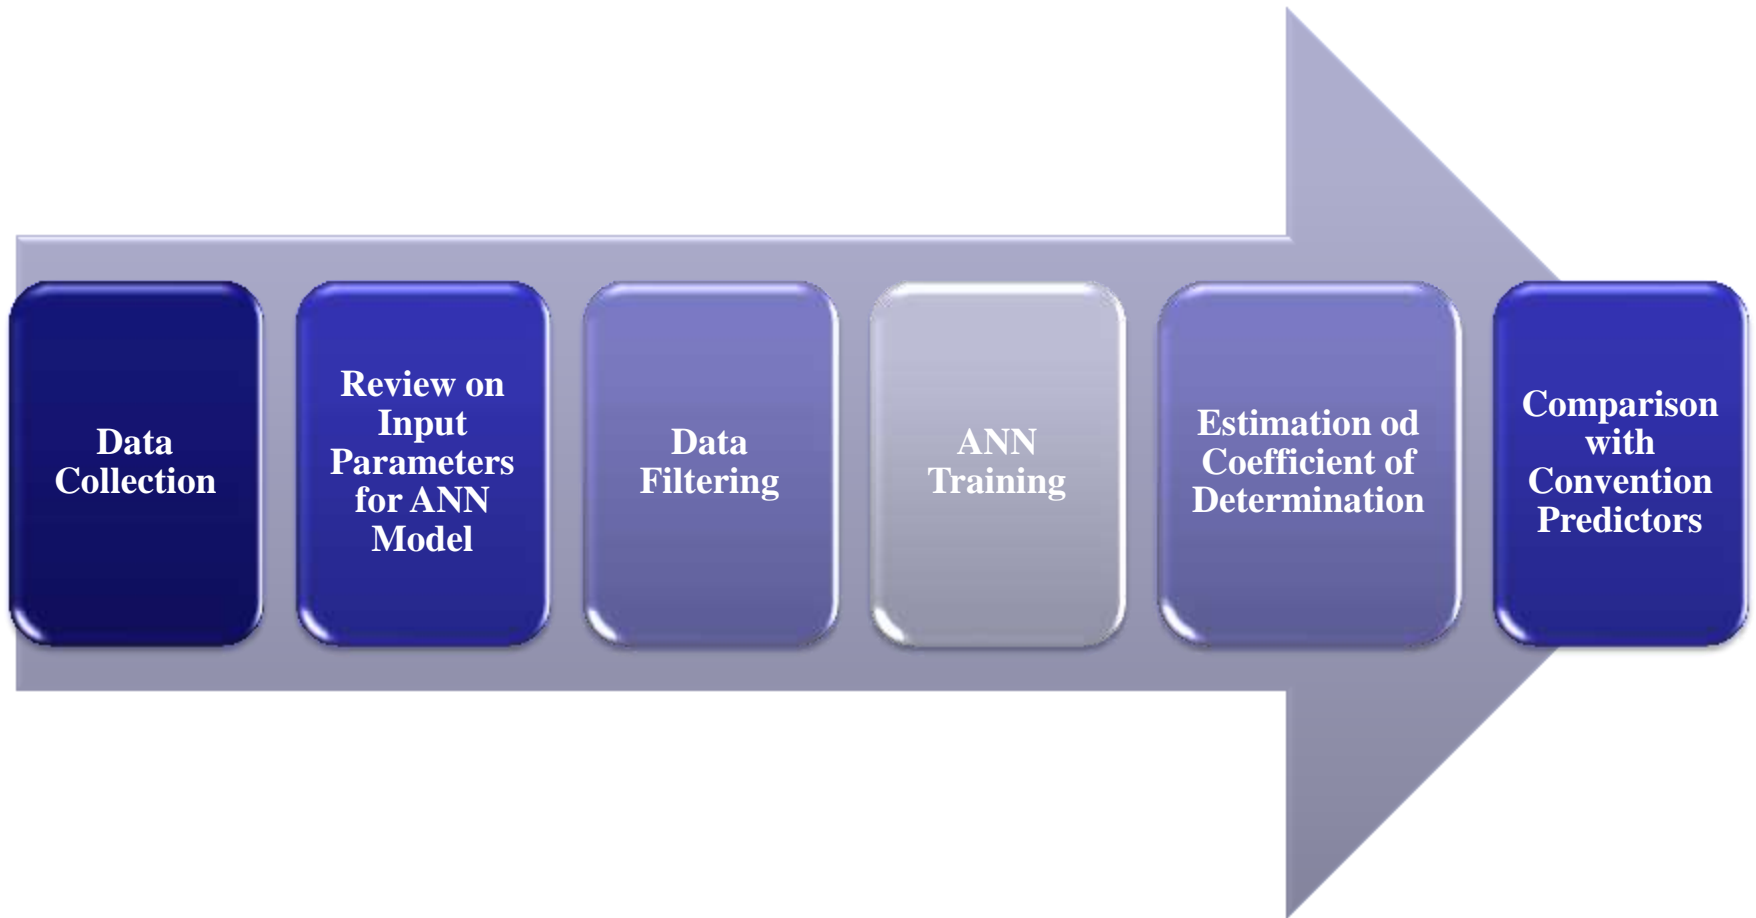 Data
Collection
Review on
Input
Parameters
for ANN
Model
Data
Filtering
ANN
Training
Estimation od
Coefficient of
Determination
Comparison
with
Convention
Predictors